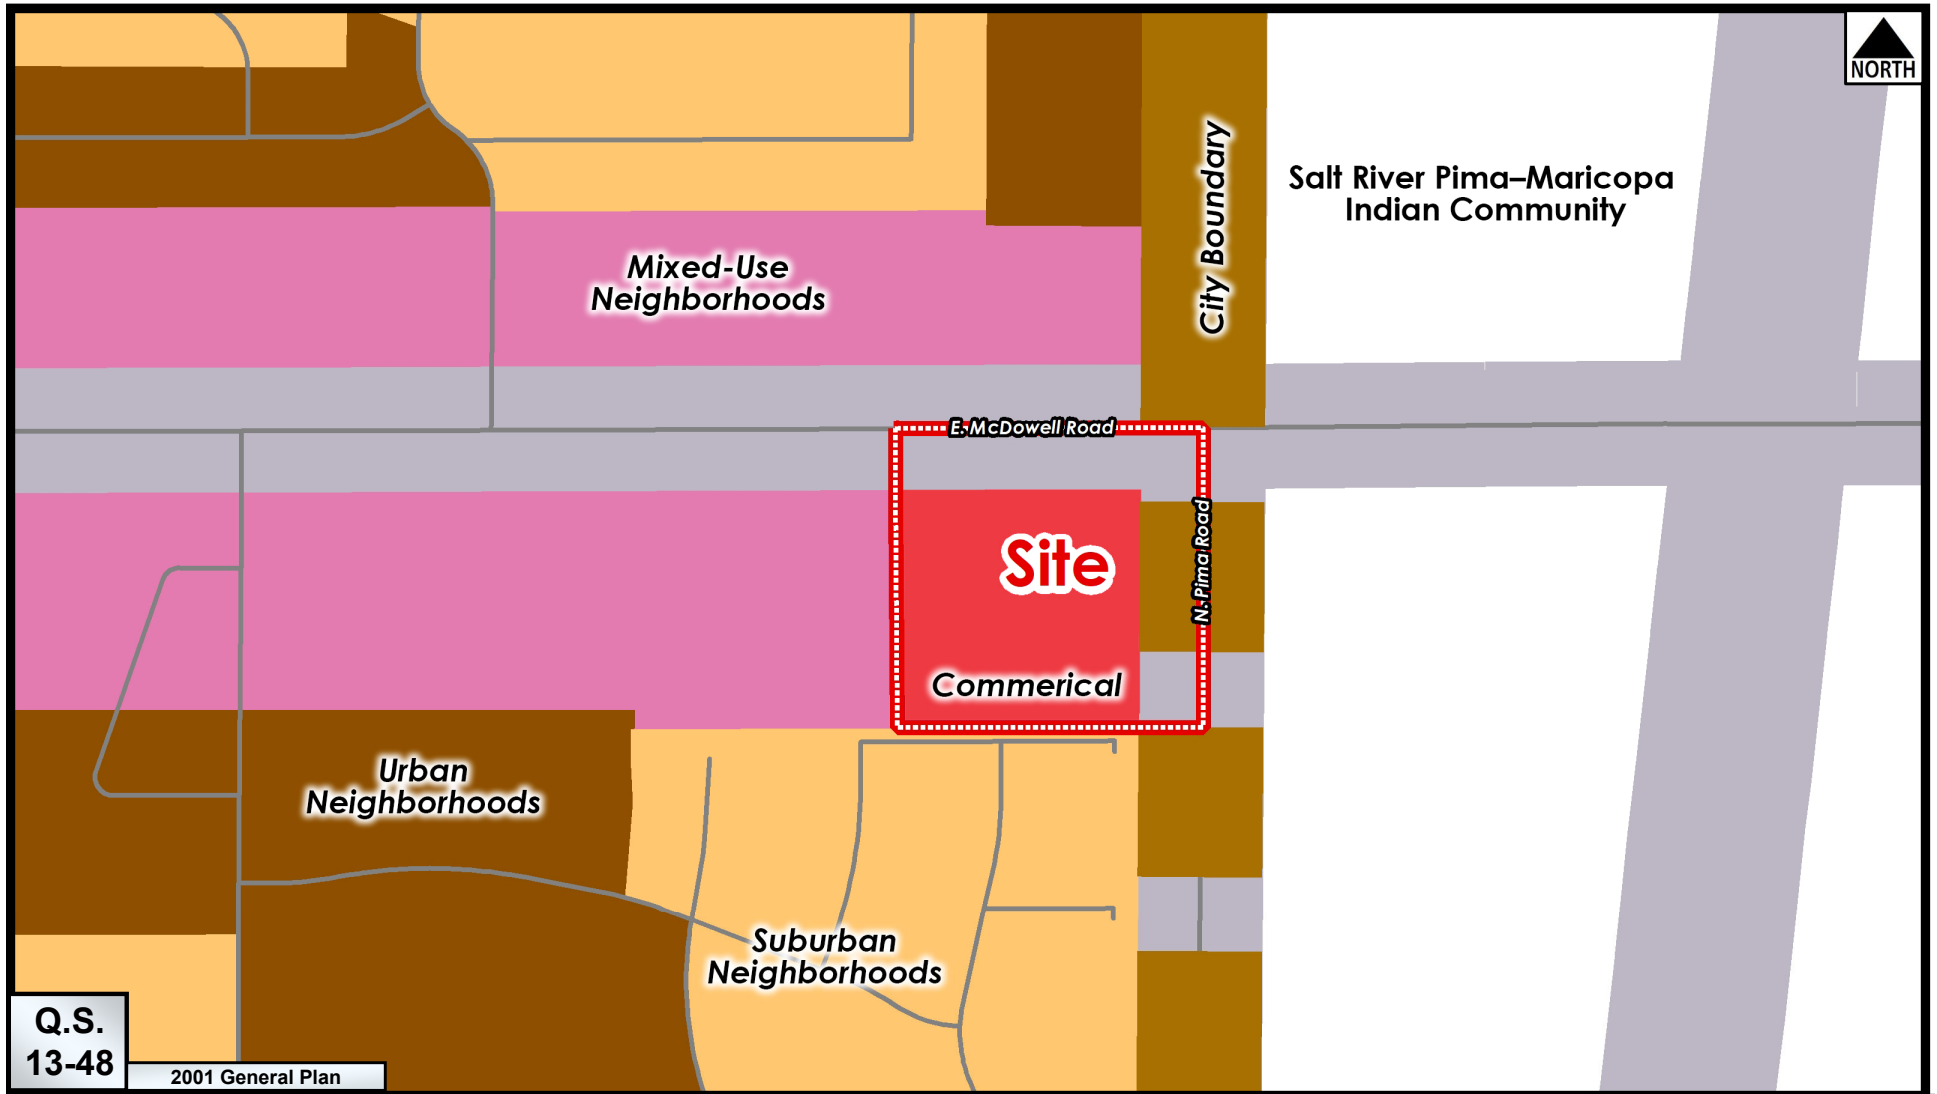 NORTH
City Boundary
Salt River Pima–Maricopa
Indian Community
Mixed-Use
Neighborhoods
E. McDowell Road
Site
N. Pima Road
Commerical
Urban
Neighborhoods
Suburban
Neighborhoods
Q.S.
13-48
2001 General Plan